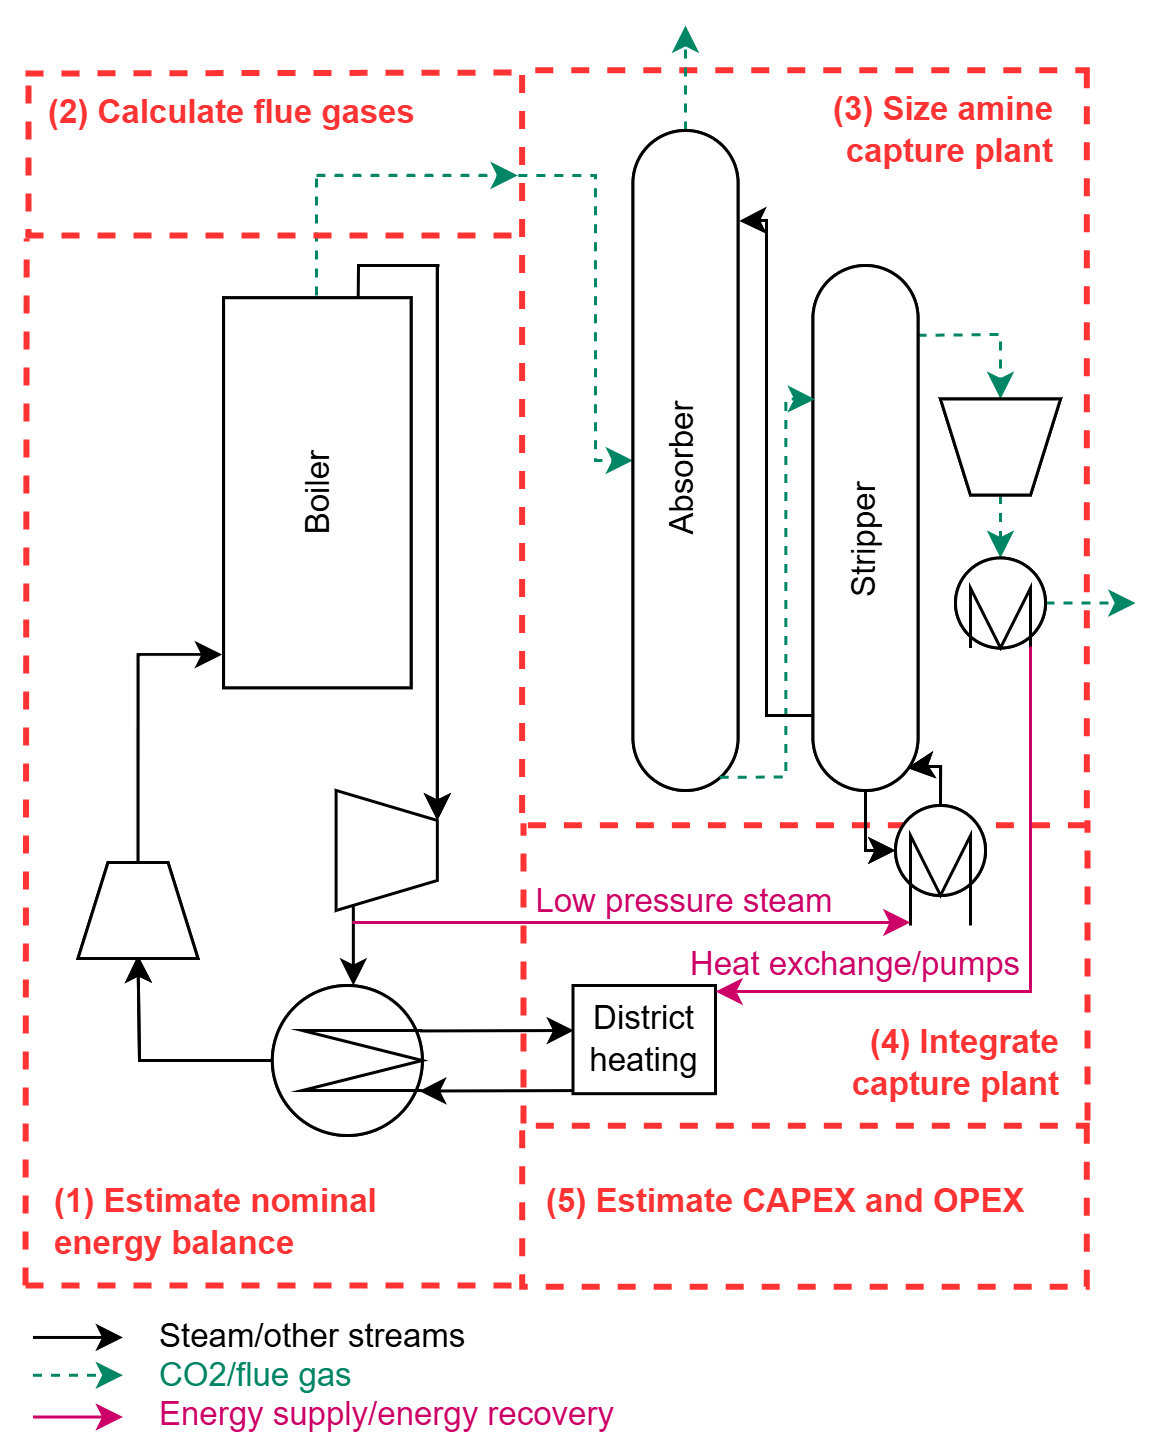 (2) Calculate flue gases
(3) Size amine
capture plant
Boiler
Absorber
Stripper
Low pressure steam
Heat exchange/pumps
District
heating
(4) Integrate
capture plant
(1) Estimate nominal
energy balance
(5) Estimate CAPEX and OPEX
Steam/other streams
CO2/flue gas
Energy supply/energy recovery